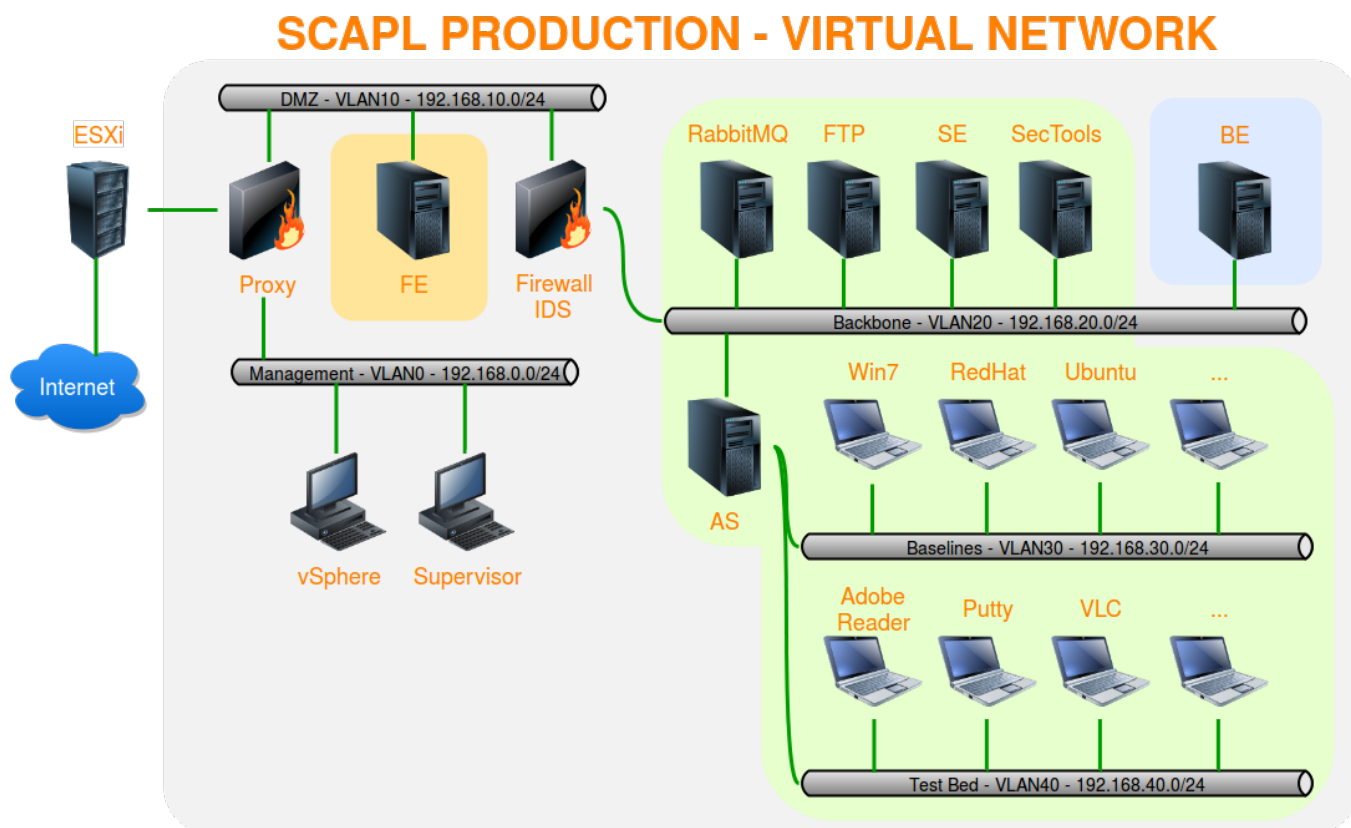 SCAPL PRODUCTION - VIRTUAL NETWORK
DMZ - VLAN10 - 192.168.10.0/24
ESXi
RabbitMQ
FTP
SE
SecTools
BE
Proxy
FE
Firewall
IDS
Backbone - VLAN20 - 192.168.20.0/24
Internet
Management - VLAN0 - 192.168.0.0/24
Win7
RedHat
Ubuntu
...
AS
Baselines - VLAN30 - 192.168.30.0/24
vSphere
Supervisor
Adobe
Reader
Putty
VLC
...
Test Bed - VLAN40 - 192.168.40.0/24